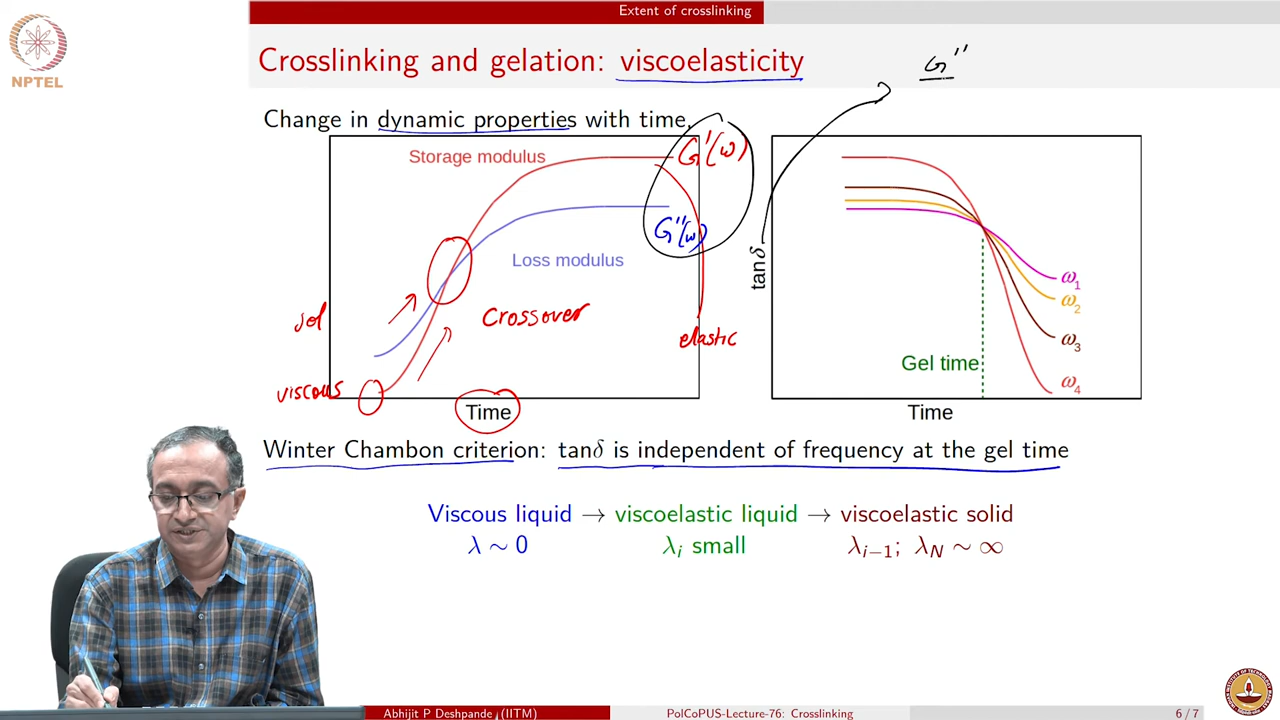 Extent of crosslinking
NPTEL
Crosslinking and gelation: viscoelasticity
G''
Change in dynamic properties with time.
Storage modulus
G'(ω)
G''(ω)
Loss modulus
sol
Crossover
elastic
viscous
Time
tanδ
ω1
ω2
ω3
ω4
Gel time
Time
Winter Chambon criterion: tanδ is independent of frequency at the gel time
Viscous liquid → viscoelastic liquid → viscoelastic solid
λ ∼ 0 λi small λi−1; λN ∼ ∞
Abhijit P Deshpande (IITM) PolCoPUS-Lecture-76: Crosslinking 6 / 7